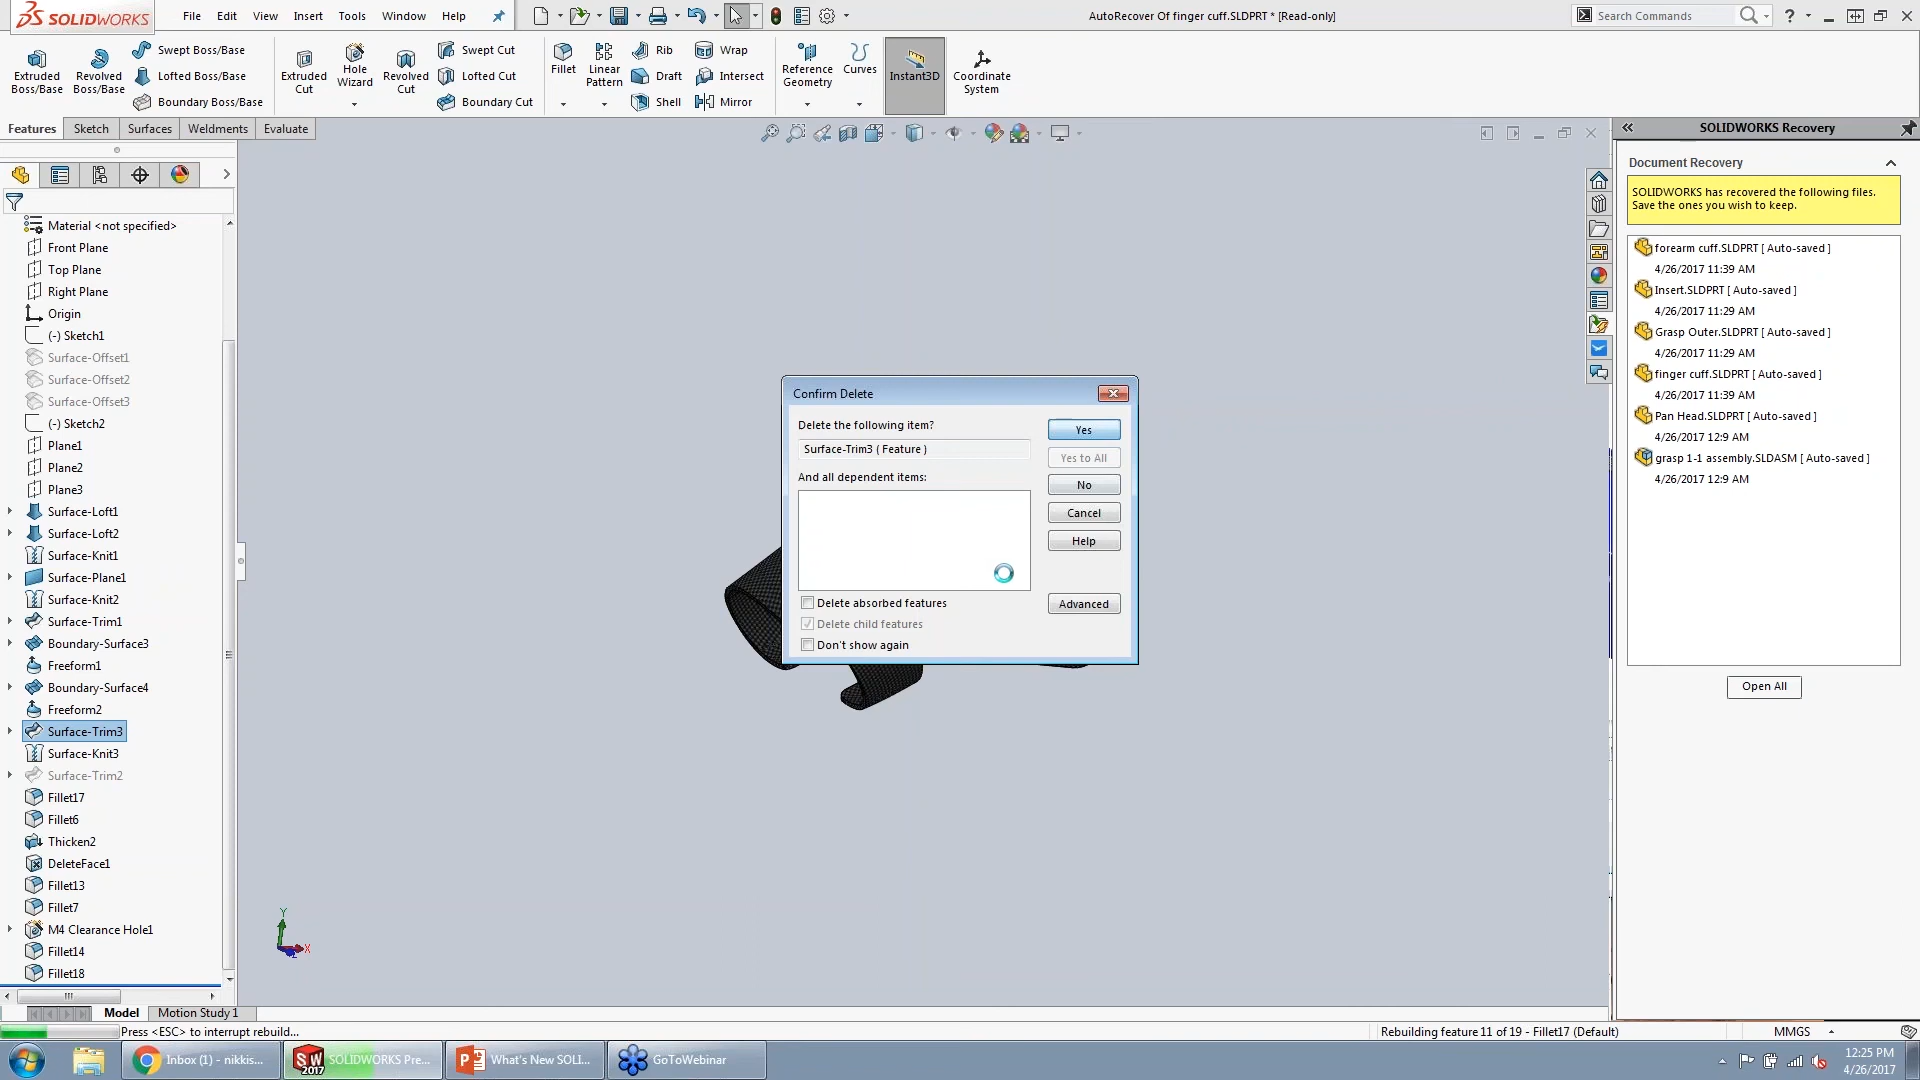 SOLIDWORKS
File Edit View Insert Tools Window Help
AutoRecover Of finger cuff.SLDPRT * [Read-only]
Search Commands
Extruded Boss/Base
Revolved Boss/Base
Swept Boss/Base
Lofted Boss/Base
Boundary Boss/Base
Extruded Cut
Hole Wizard
Revolved Cut
Swept Cut
Lofted Cut
Boundary Cut
Fillet
Linear Pattern
Rib
Draft
Shell
Wrap
Intersect
Mirror
Reference Geometry
Curves
Instant3D
Coordinate System
Features Sketch Surfaces Weldments Evaluate
Material <not specified>
Front Plane
Top Plane
Right Plane
Origin
(-) Sketch1
Surface-Offset1
Surface-Offset2
Surface-Offset3
(-) Sketch2
Plane1
Plane2
Plane3
Surface-Loft1
Surface-Loft2
Surface-Knit1
Surface-Plane1
Surface-Knit2
Surface-Trim1
Boundary-Surface3
Freeform1
Boundary-Surface4
Freeform2
Surface-Trim3
Surface-Knit3
Surface-Trim2
Fillet17
Fillet6
Thicken2
DeleteFace1
Fillet13
Fillet7
M4 Clearance Hole1
Fillet14
Fillet18
Confirm Delete
Delete the following item?
Surface-Trim3 ( Feature )
And all dependent items:
Delete absorbed features
Delete child features
Don't show again
Yes
Yes to All
No
Cancel
Help
Advanced
Y
X
Z
SOLIDWORKS Recovery
Document Recovery
SOLIDWORKS has recovered the following files.
Save the ones you wish to keep.
forearm cuff.SLDPRT [ Auto-saved ]
4/26/2017 11:39 AM
Insert.SLDPRT [ Auto-saved ]
4/26/2017 11:29 AM
Grasp Outer.SLDPRT [ Auto-saved ]
4/26/2017 11:29 AM
finger cuff.SLDPRT [ Auto-saved ]
4/26/2017 11:39 AM
Pan Head.SLDPRT [ Auto-saved ]
4/26/2017 12:9 AM
grasp 1-1 assembly.SLDASM [ Auto-saved ]
4/26/2017 12:9 AM
Open All
Model Motion Study 1
Press <ESC> to interrupt rebuild...
Rebuilding feature 11 of 19 - Fillet17 (Default)
MMGS
Inbox (1) - nikkis...
SW 2017
SOLIDWORKS Pre...
What's New SOLI...
GoToWebinar
12:25 PM
4/26/2017